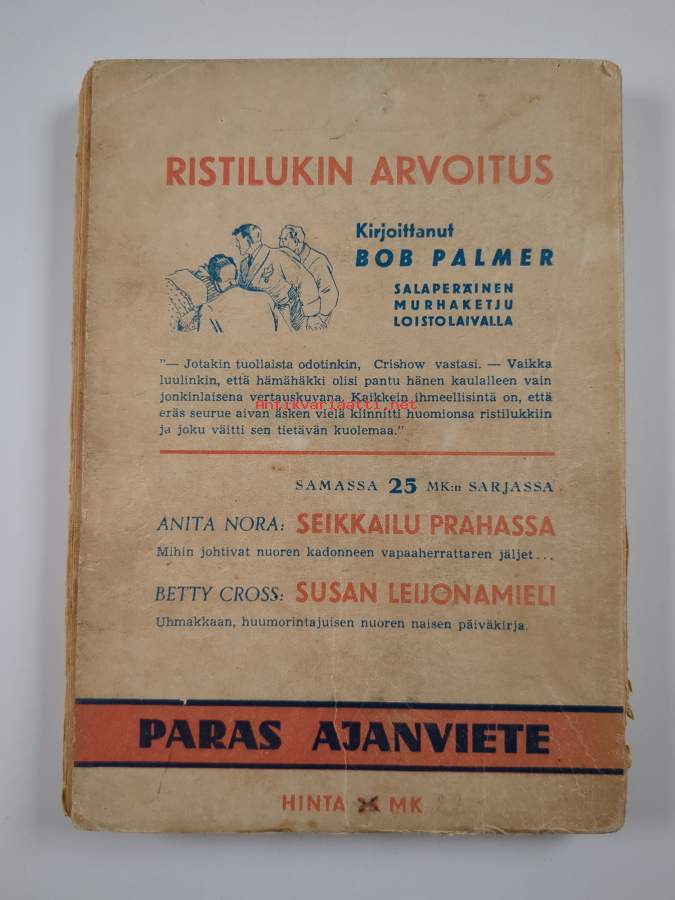 RISTILUKIN ARVOITUS
Kirjoittanut
BOB PALMER
SALAPERÄINEN
MURHAKETJU
LOISTOLAIVALLA
"— Jotakin tuollaista odotinkin, Crishow vastasi. — Vaikka
luulinkin, että hämähäkki olisi pantu hänen kaulalleen vain
jonkinlaisena vertauskuvana. Kaikkein ihmeellisintä on, että
Antikvariaatti.net
eräs seurue aivan äsken vielä kiinnitti huomionsa ristilukkiin
ja joku väitti sen tietävän kuolemaa."
SAMASSA 25 MK:n SARJASSA
ANITA NORA: SEIKKAILU PRAHASSA
Mihin johtivat nuoren kadonneen vapaaherrattaren jäljet...
BETTY CROSS: SUSAN LEIJONAMIELI
Uhmakkaan, huumorintajuisen nuoren naisen päiväkirja.
PARAS AJANVIETE
HINTA MK